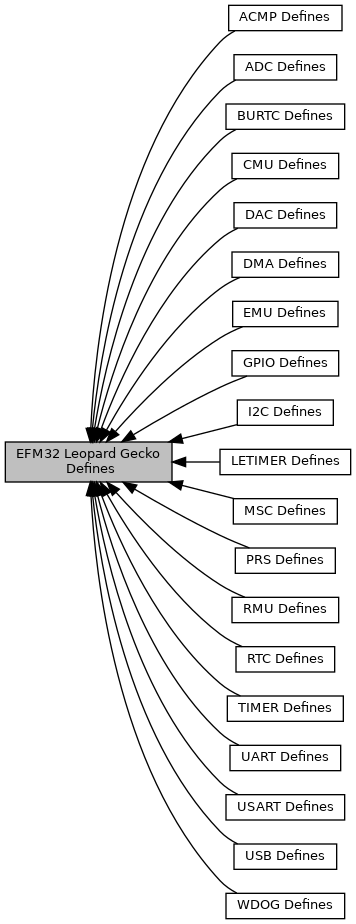 ACMP Defines
ADC Defines
BURTC Defines
CMU Defines
DAC Defines
DMA Defines
EMU Defines
GPIO Defines
I2C Defines
EFM32 Leopard Gecko
Defines
LETIMER Defines
MSC Defines
PRS Defines
RMU Defines
RTC Defines
TIMER Defines
UART Defines
USART Defines
USB Defines
WDOG Defines